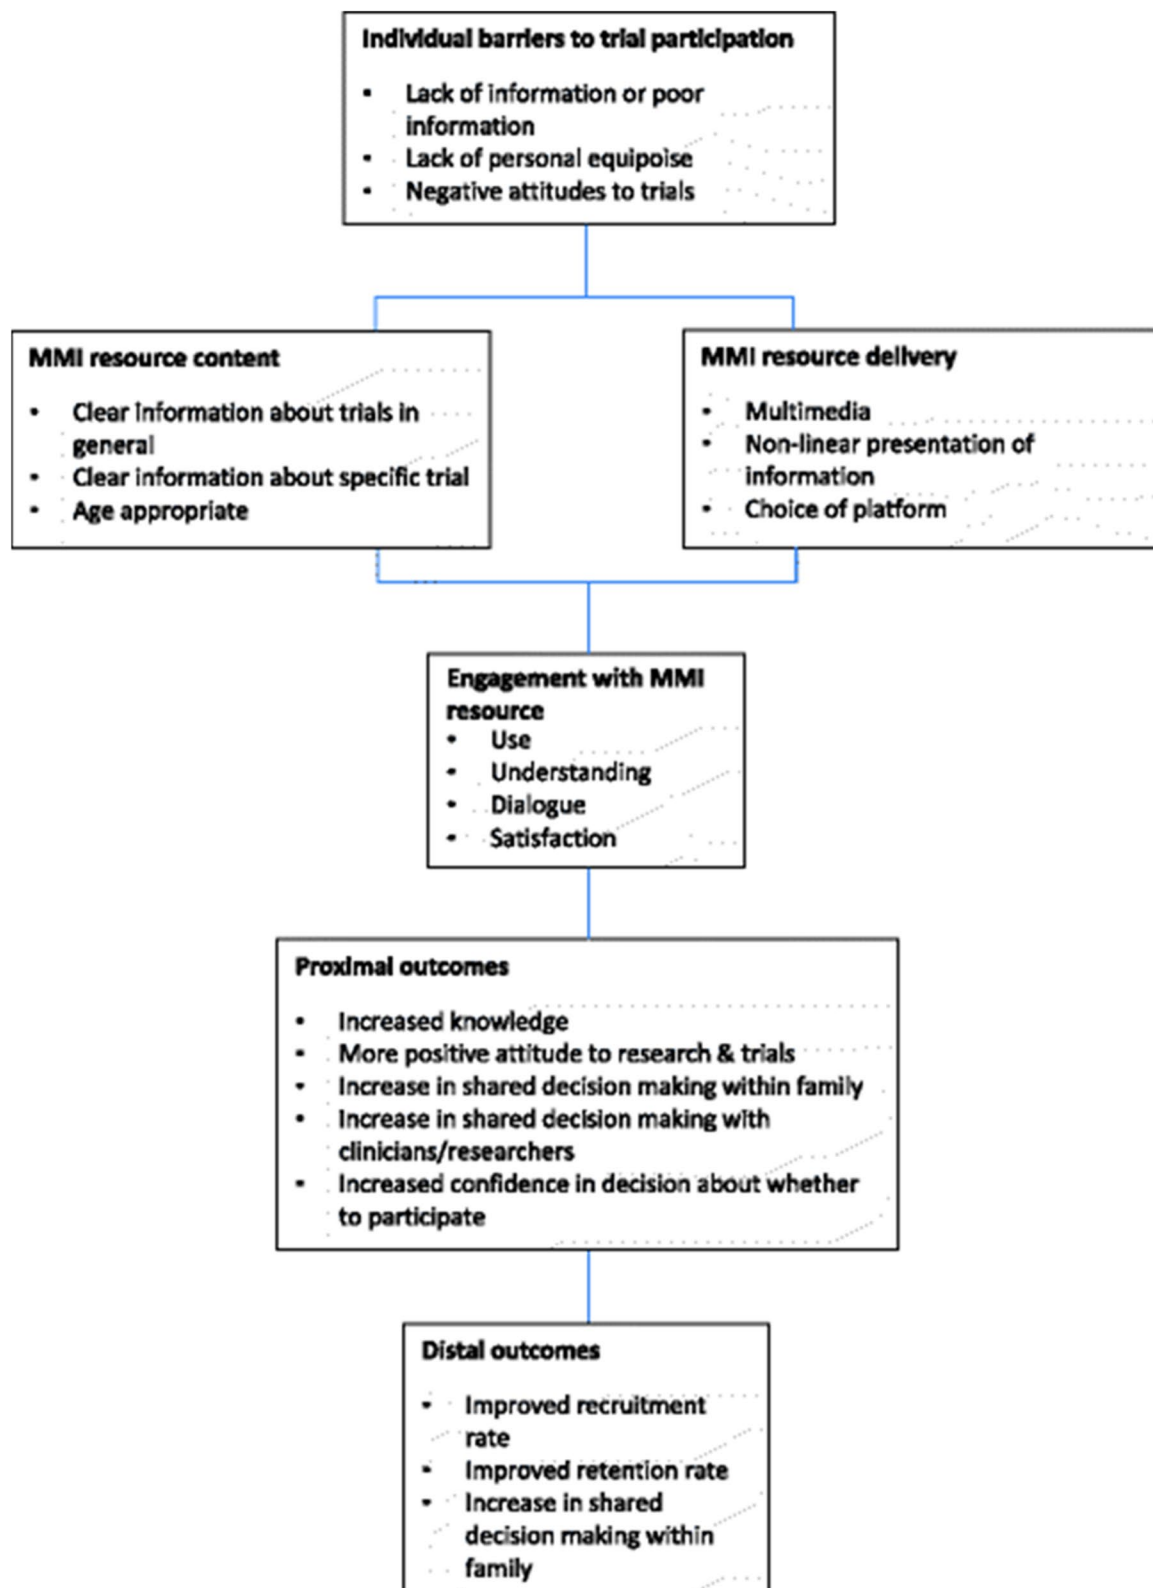 Individual barriers to trial participation
▪ Lack of information or poor
information
▪ Lack of personal equipoise
▪ Negative attitudes to trials
MMI resource content
• Clear information about trials in
general
• Clear information about specific trial
• Age appropriate
MMI resource delivery
• Multimedia
• Non-linear presentation of
information
• Choice of platform
Engagement with MMI
resource
• Use
• Understanding
• Dialogue
• Satisfaction
Proximal outcomes
• Increased knowledge
• More positive attitude to research & trials
• Increase in shared decision making within family
• Increase in shared decision making with
clinicians/researchers
• Increased confidence in decision about whether
to participate
Distal outcomes
• Improved recruitment
rate
• Improved retention rate
• Increase in shared
decision making within
family